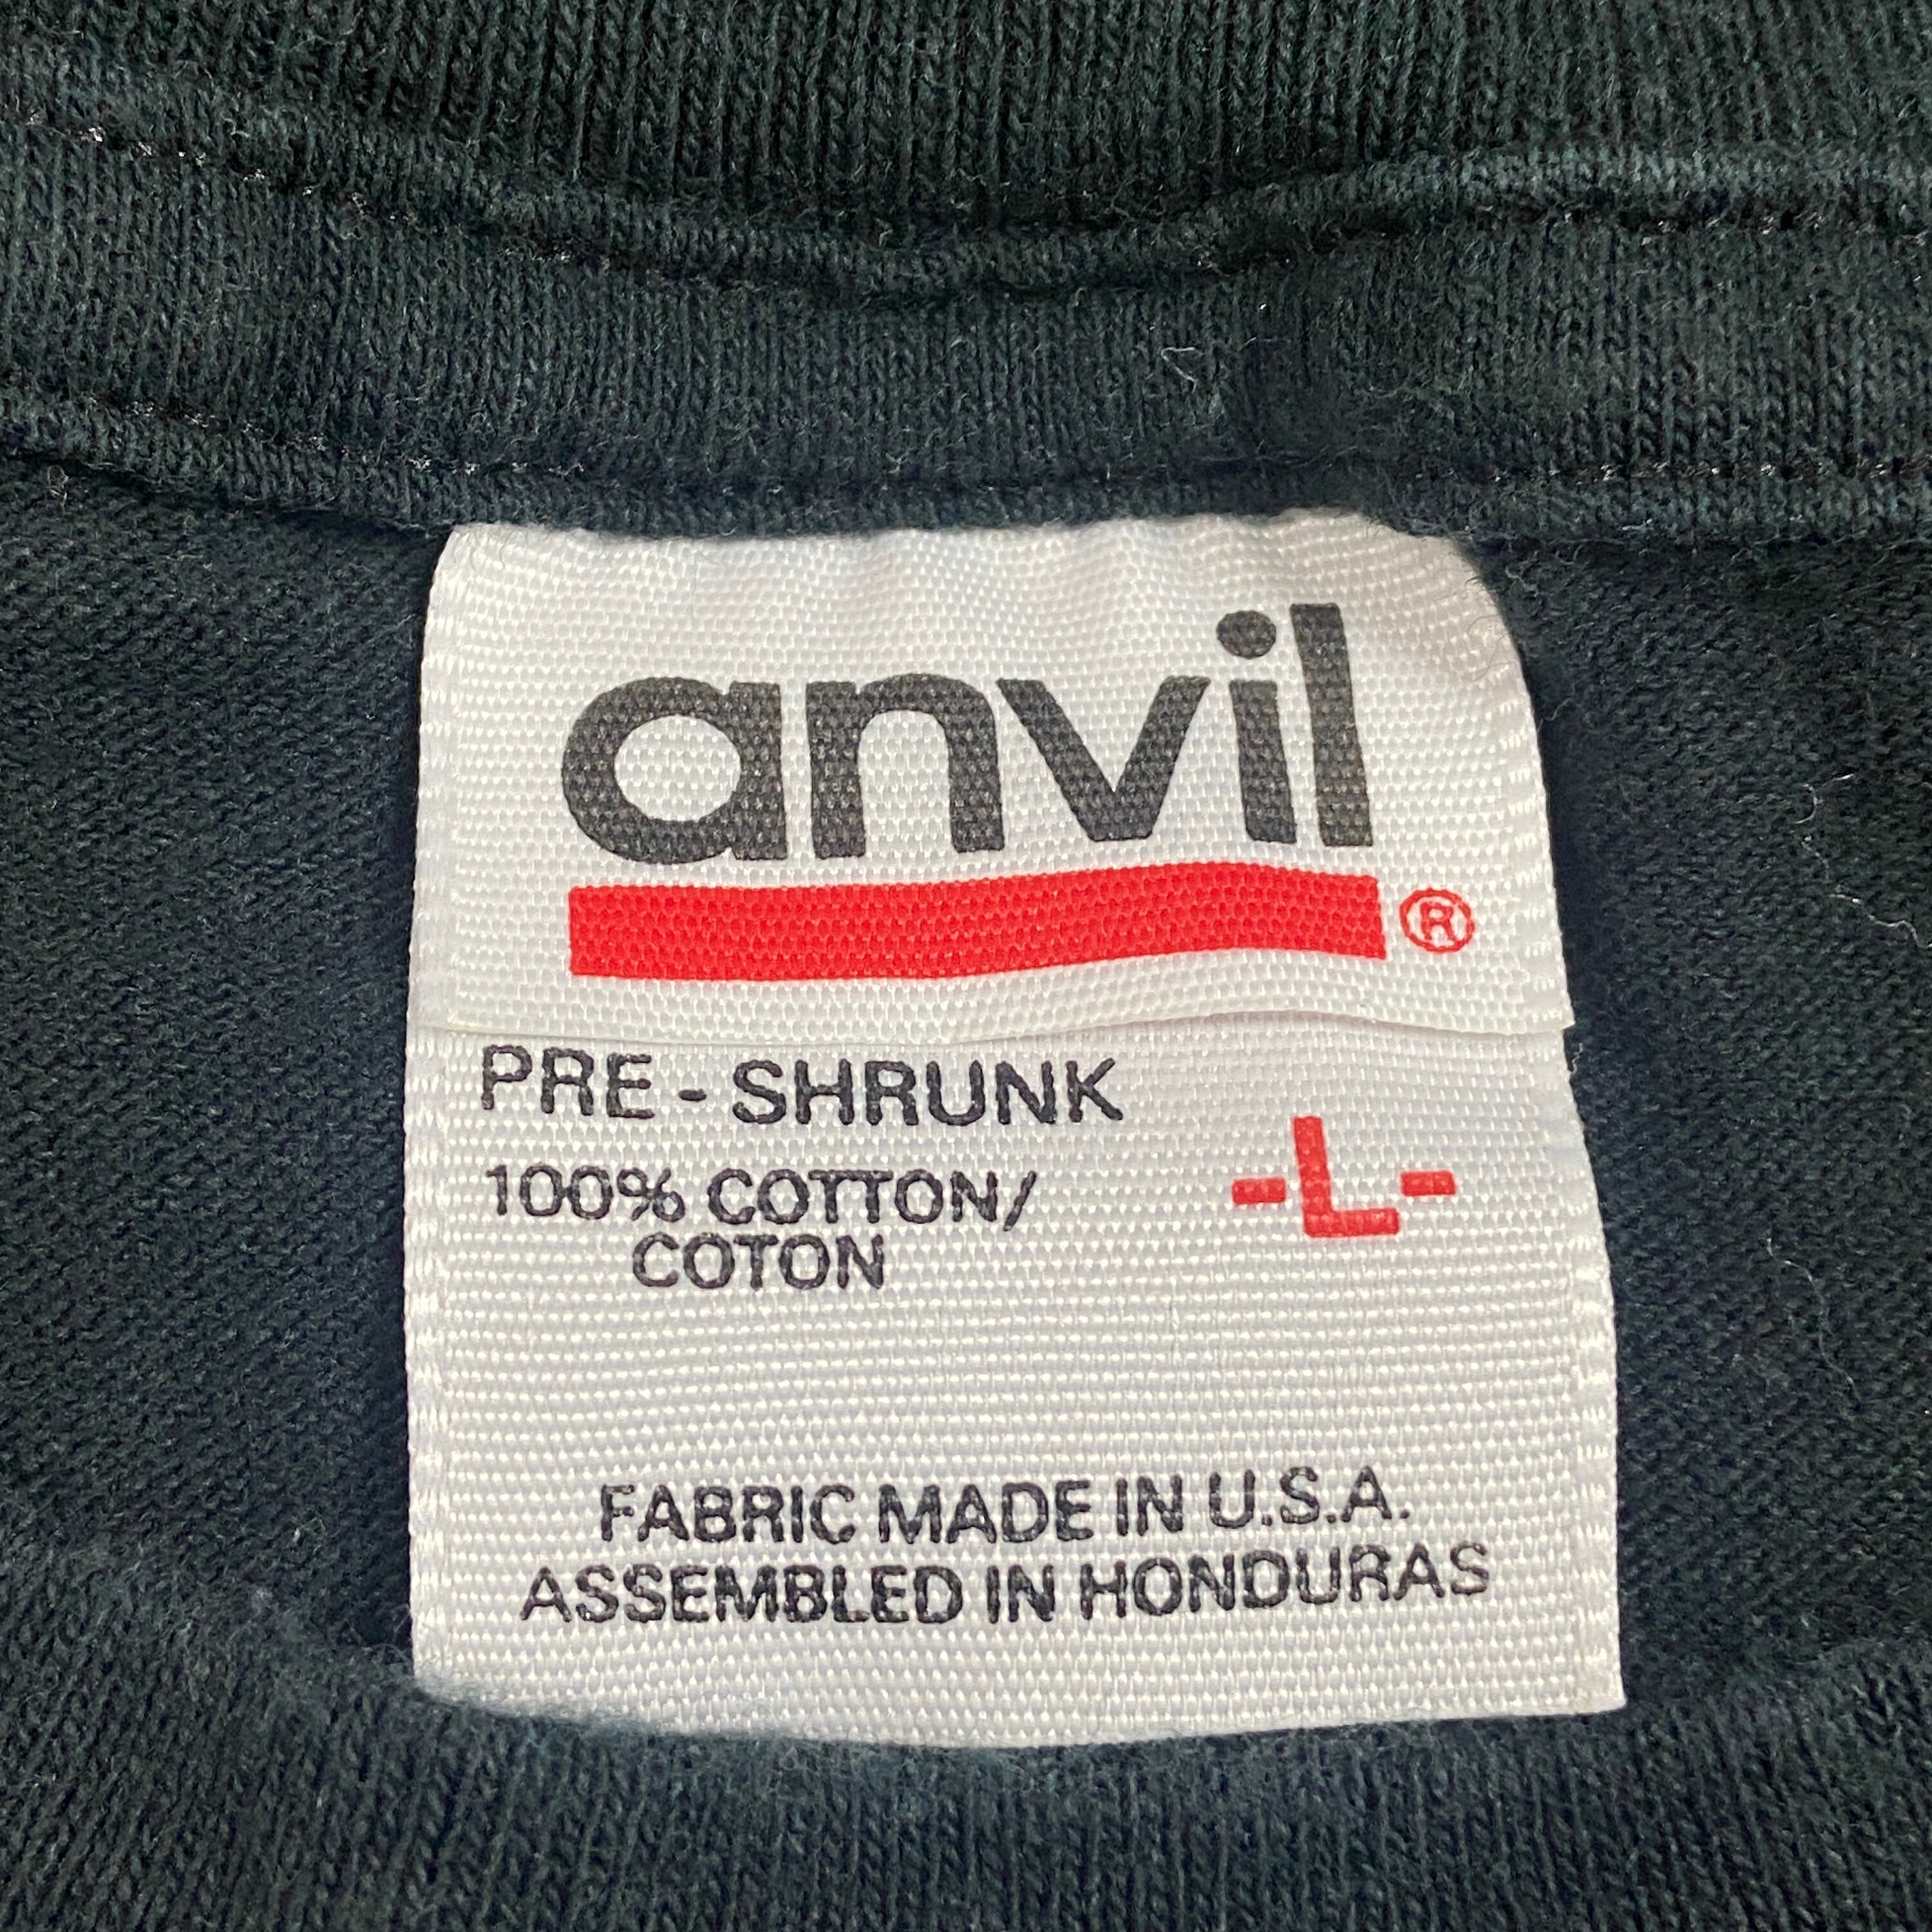 anvil
®
PRE - SHRUNK
100% COTTON/
COTON
-L-
FABRIC MADE IN U.S.A.
ASSEMBLED IN HONDURAS